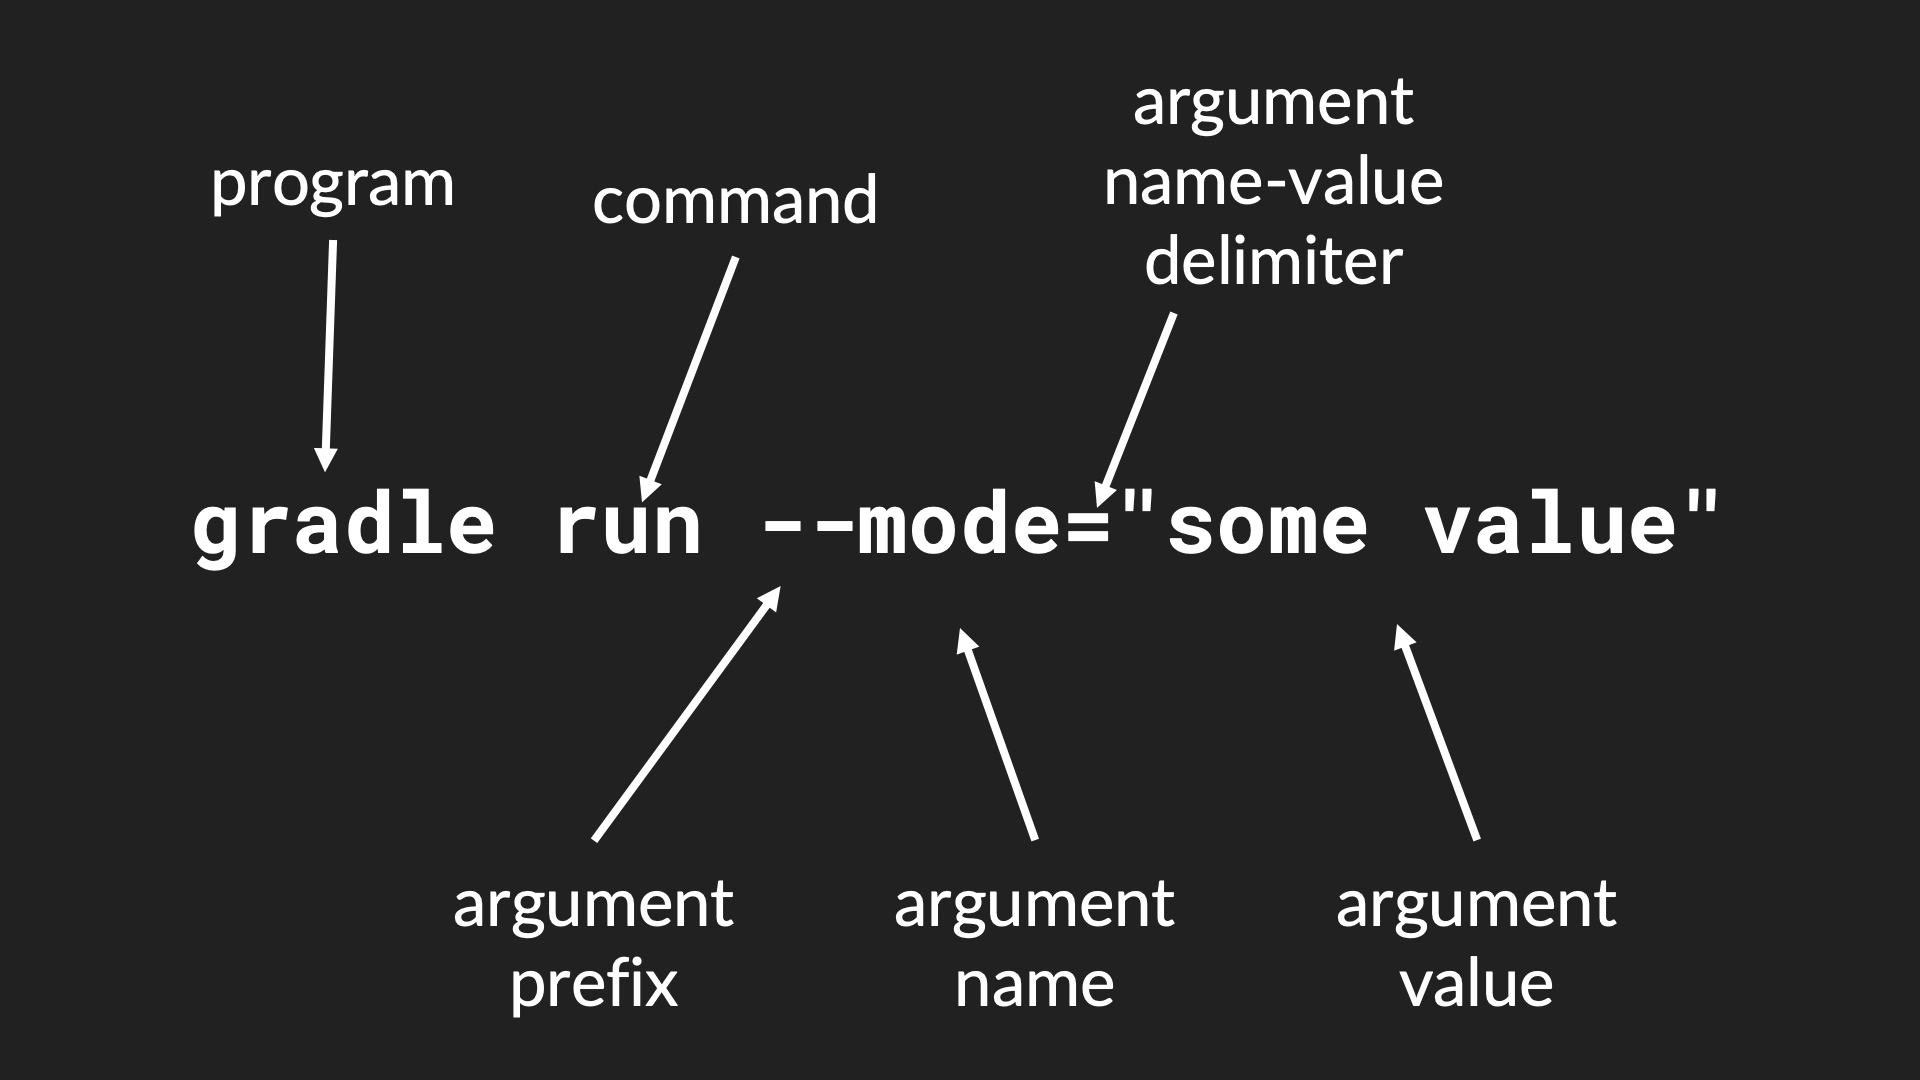 program
command
argument
name-value
delimiter
gradle run --mode="some value"
argument
prefix
argument
name
argument
value